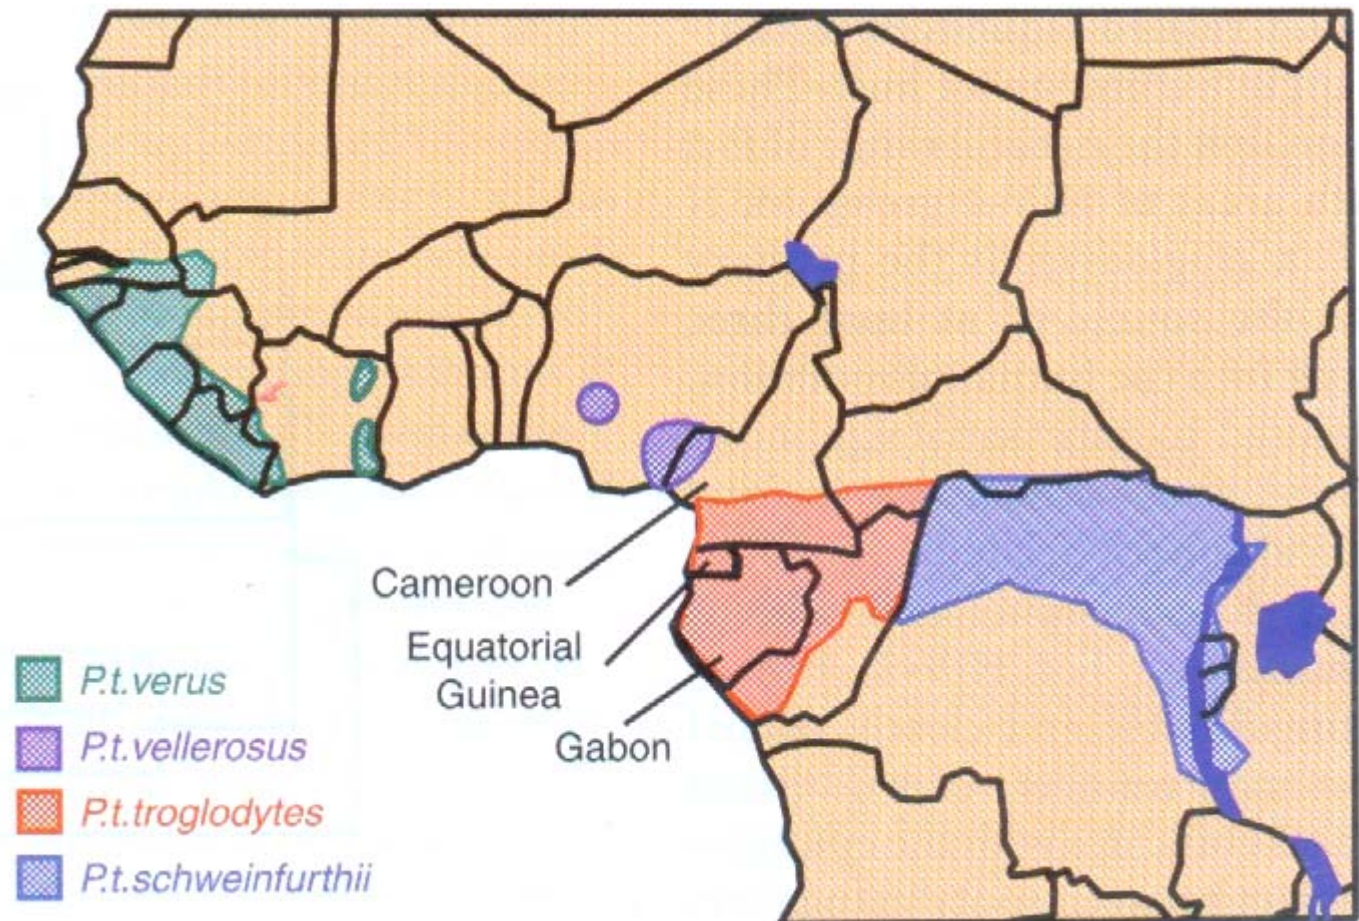 Cameroon
Equatorial
Guinea
Gabon
P.t.verus
P.t.vellerosus
P.t.troglodytes
P.t.schweinfurthii